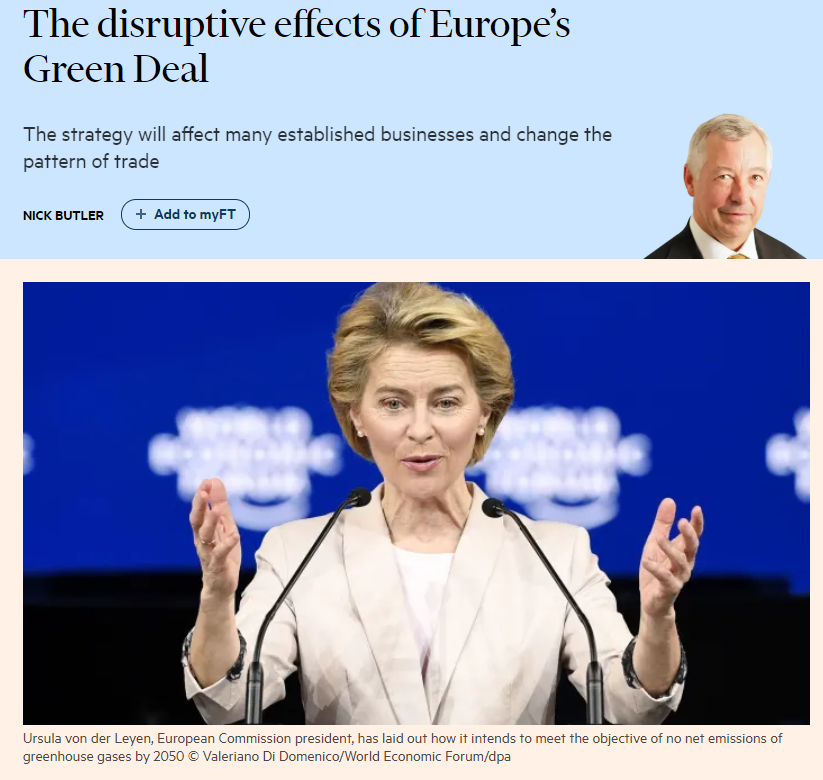 The disruptive effects of Europe’s
Green Deal
The strategy will affect many established businesses and change the
pattern of trade
NICK BUTLER
+ Add to myFT
Ursula von der Leyen, European Commission president, has laid out how it intends to meet the objective of no net emissions of
greenhouse gases by 2050 © Valeriano Di Domenico/World Economic Forum/dpa